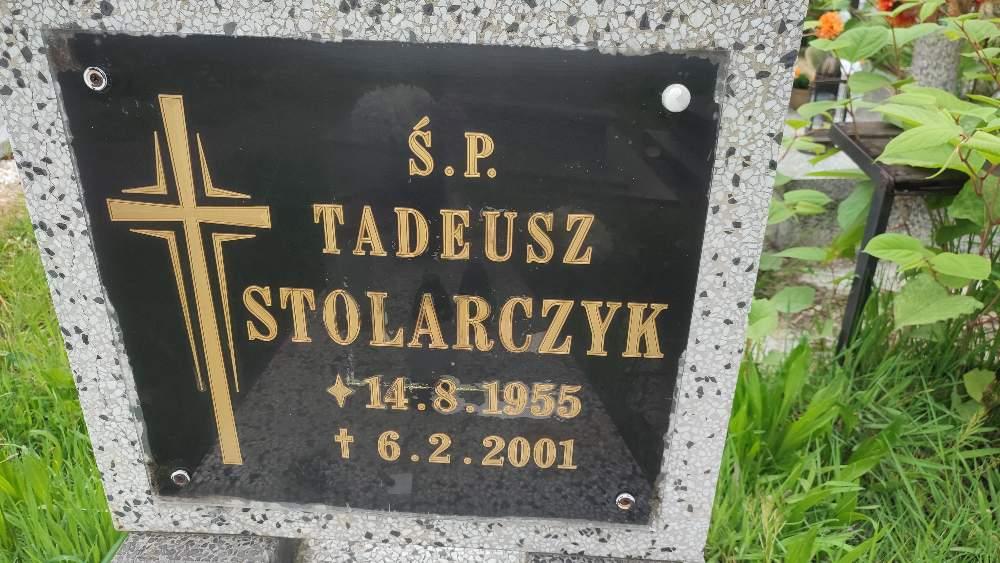 Ś.P.
TADEUSZ
STOLARCZYK
✦14.8.1955
✝ 6.2.2001